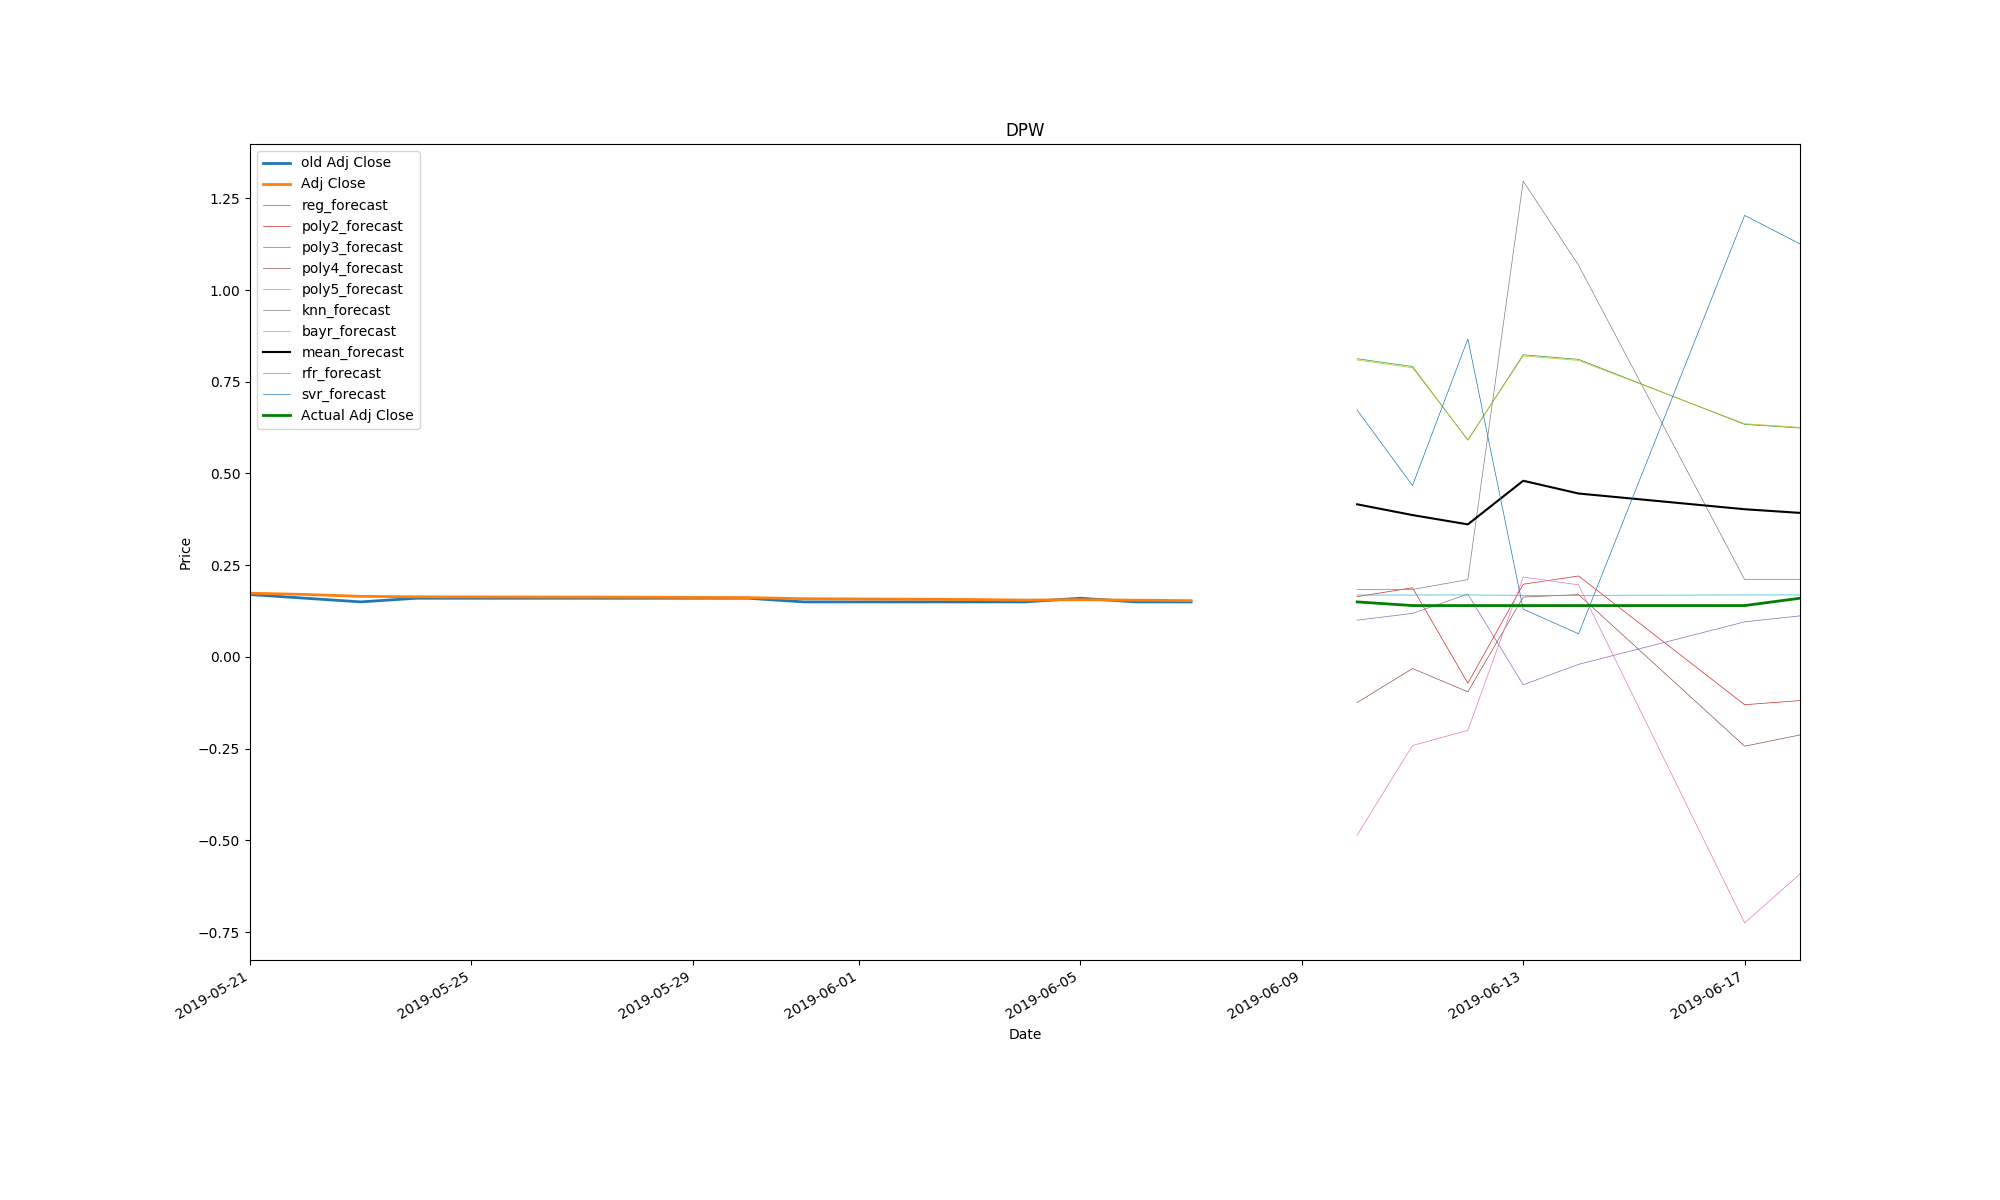 DPW
old Adj Close
Adj Close
reg_forecast
poly2_forecast
poly3_forecast
poly4_forecast
poly5_forecast
knn_forecast
bayr_forecast
mean_forecast
rfr_forecast
svr_forecast
Actual Adj Close
1.25
1.00
0.75
0.50
0.25
0.00
−0.25
−0.50
−0.75
Price
2019-05-21
2019-05-25
2019-05-29
2019-06-01
2019-06-05
2019-06-09
2019-06-13
2019-06-17
Date